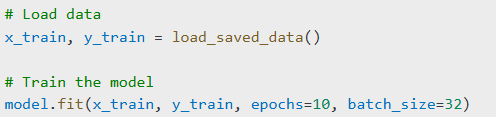 # Load data
x_train, y_train = load_saved_data()
# Train the model
model.fit(x_train, y_train, epochs=10, batch_size=32)